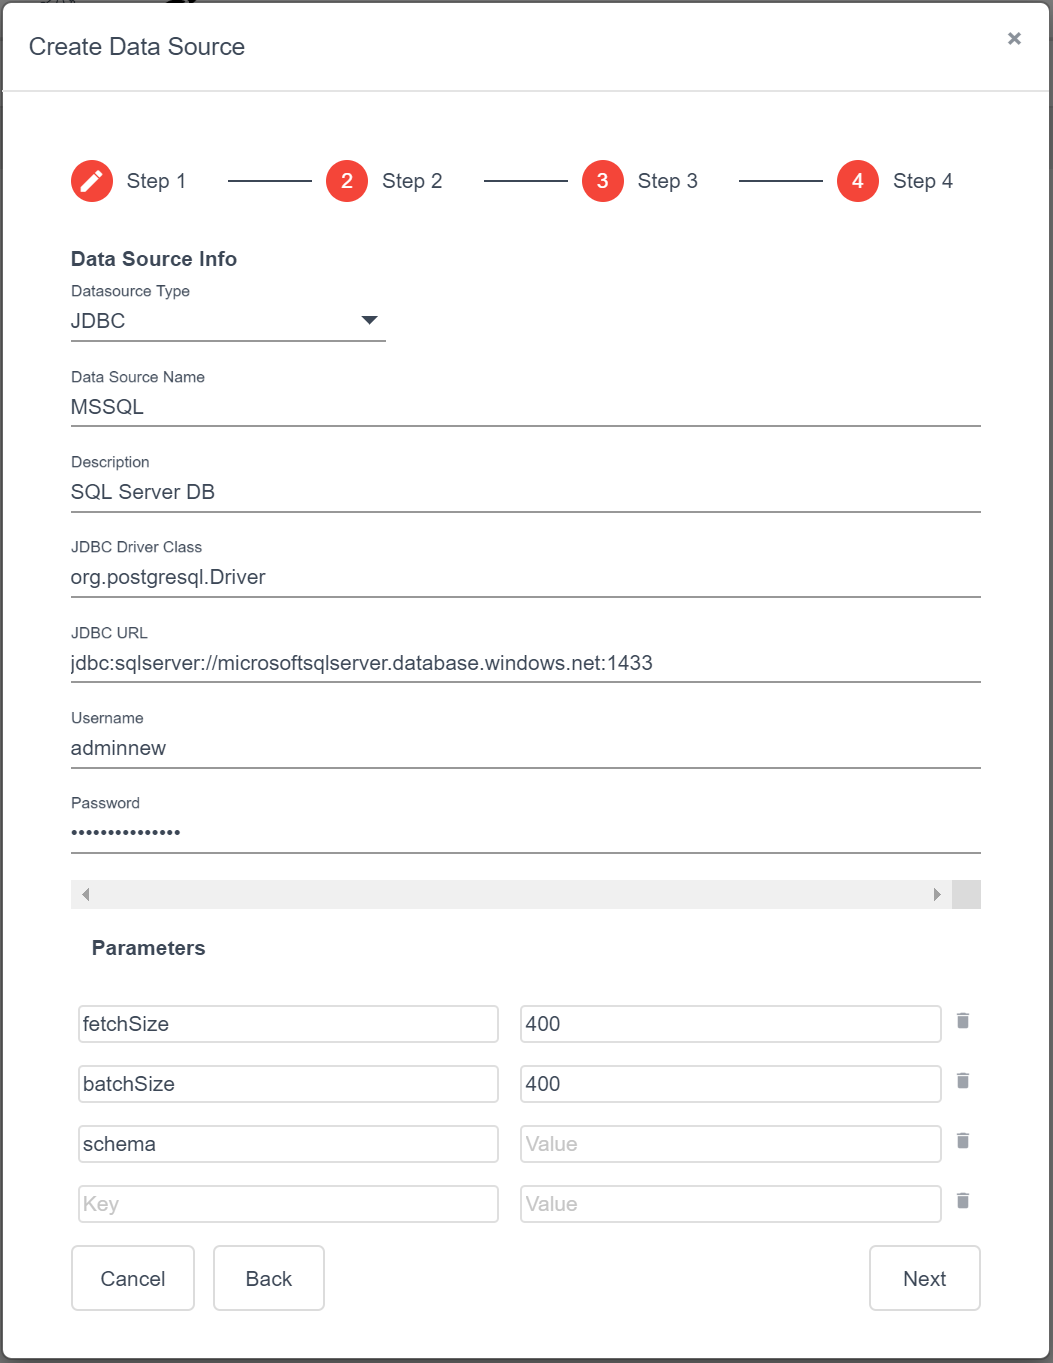 Create Data Source
×
Step 1
2 Step 2
3 Step 3
4 Step 4
Data Source Info
Datasource Type
JDBC
Data Source Name
MSSQL
Description
SQL Server DB
JDBC Driver Class
org.postgresql.Driver
JDBC URL
jdbc:sqlserver://microsoftsqlserver.database.windows.net:1433
Username
adminnew
Password
•••••••••••••••
Parameters
fetchSize 400
batchSize 400
schema Value
Key Value
Cancel Back Next